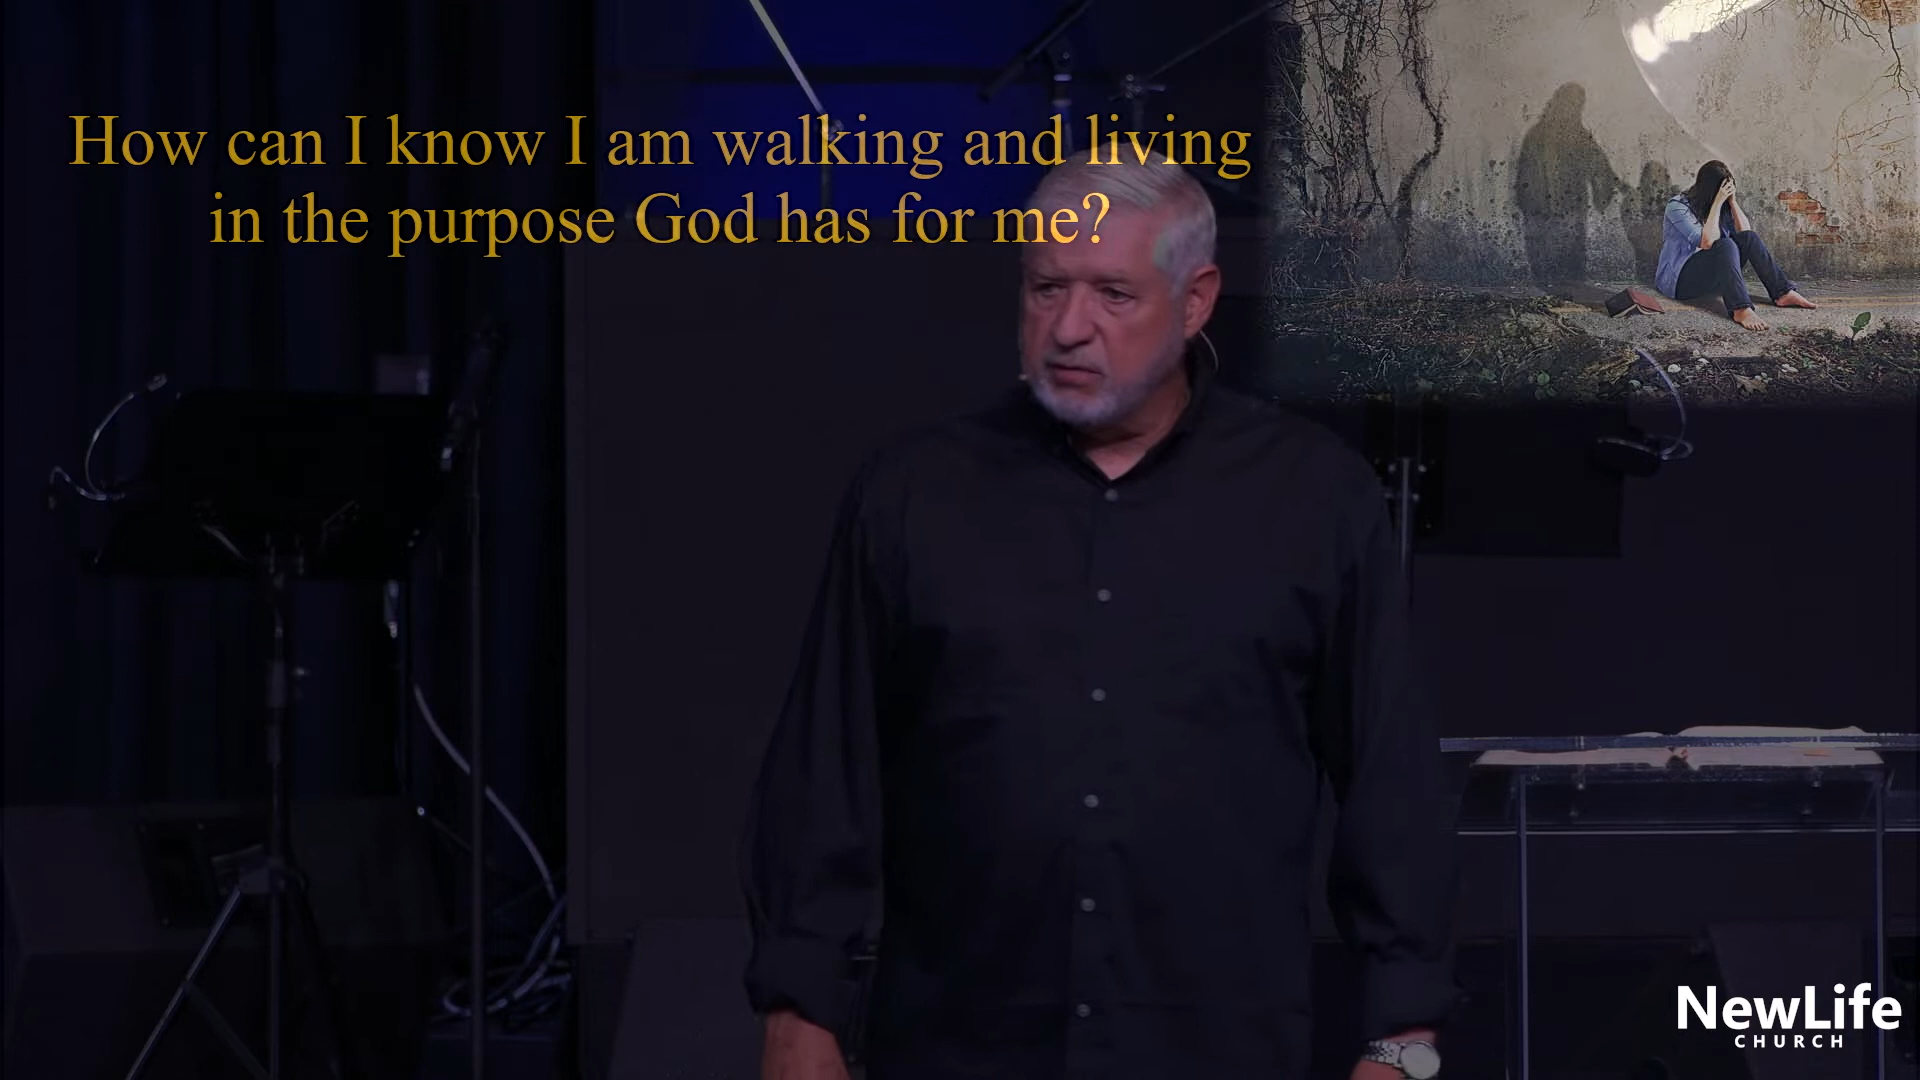 How can I know I am walking and living
in the purpose God has for me?
NewLife
CHURCH